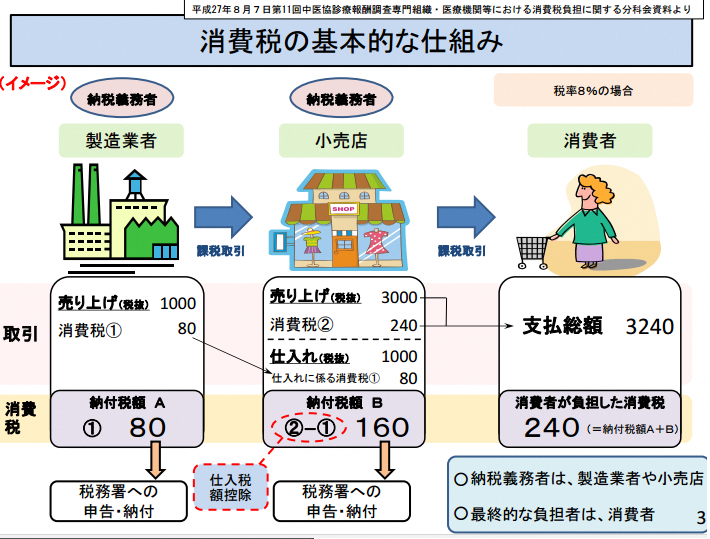 平成27年8月7日第11回中医協診療報酬調査専門組織・医療機関等における消費税負担に関する分科会資料より
消費税の基本的な仕組み
(イメージ)
納税義務者
納税義務者
税率8%の場合
製造業者
小売店
消費者
SHOP
課税取引
課税取引
取引
売り上げ(税抜) 1000
消費税① 80
売り上げ(税抜) 3000
消費税② 240
仕入れ(税抜) 1000
仕入れに係る消費税① 80
支払総額 3240
消費税
納付税額 A
① 80
納付税額 B
②-① 160
消費者が負担した消費税
240 (=納付税額A+B)
仕入税
額控除
税務署への
申告・納付
税務署への
申告・納付
○納税義務者は、製造業者や小売店
○最終的な負担者は、消費者
3